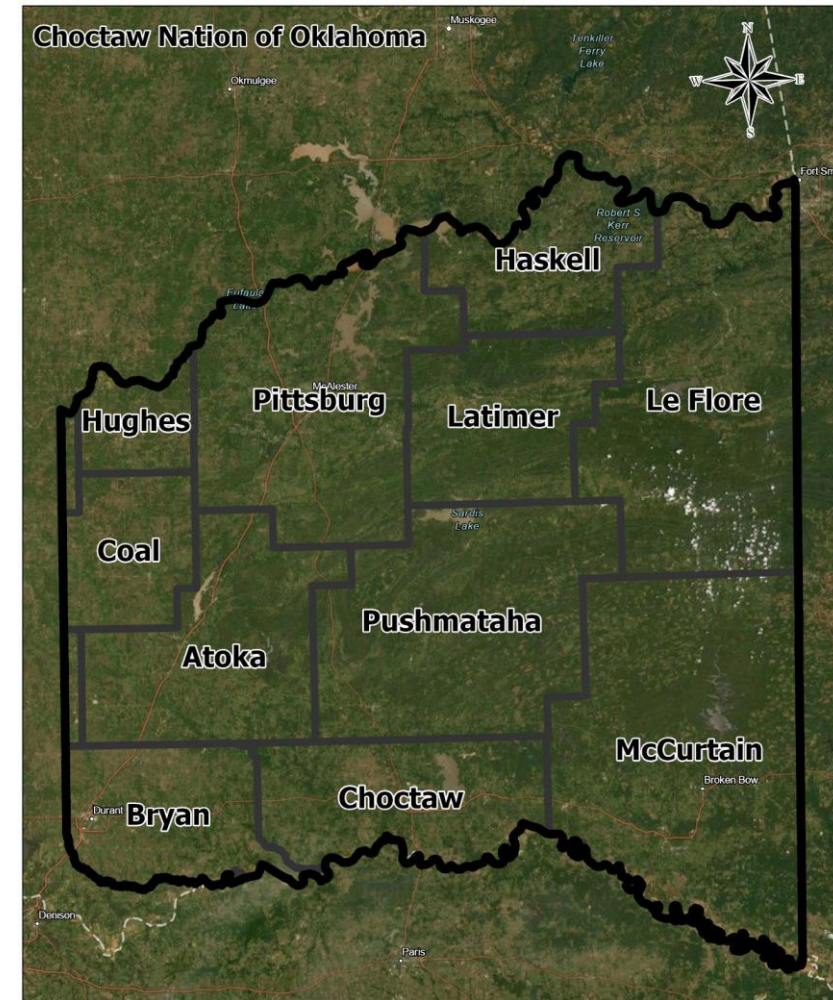 Choctaw Nation of Oklahoma
Muskogee
Tenkiller
Ferry
Lake
N
W
E
S
Okmulgee
Fort Sm
Robert S
Kerr
Reservoir
Haskell
Eufaula
Lake
McAlester
Hughes
Pittsburg
Latimer
Le Flore
Sardis
Lake
Coal
Pushmataha
Atoka
McCurtain
Broken Bow
Choctaw
Durant
Bryan
Denison
Paris